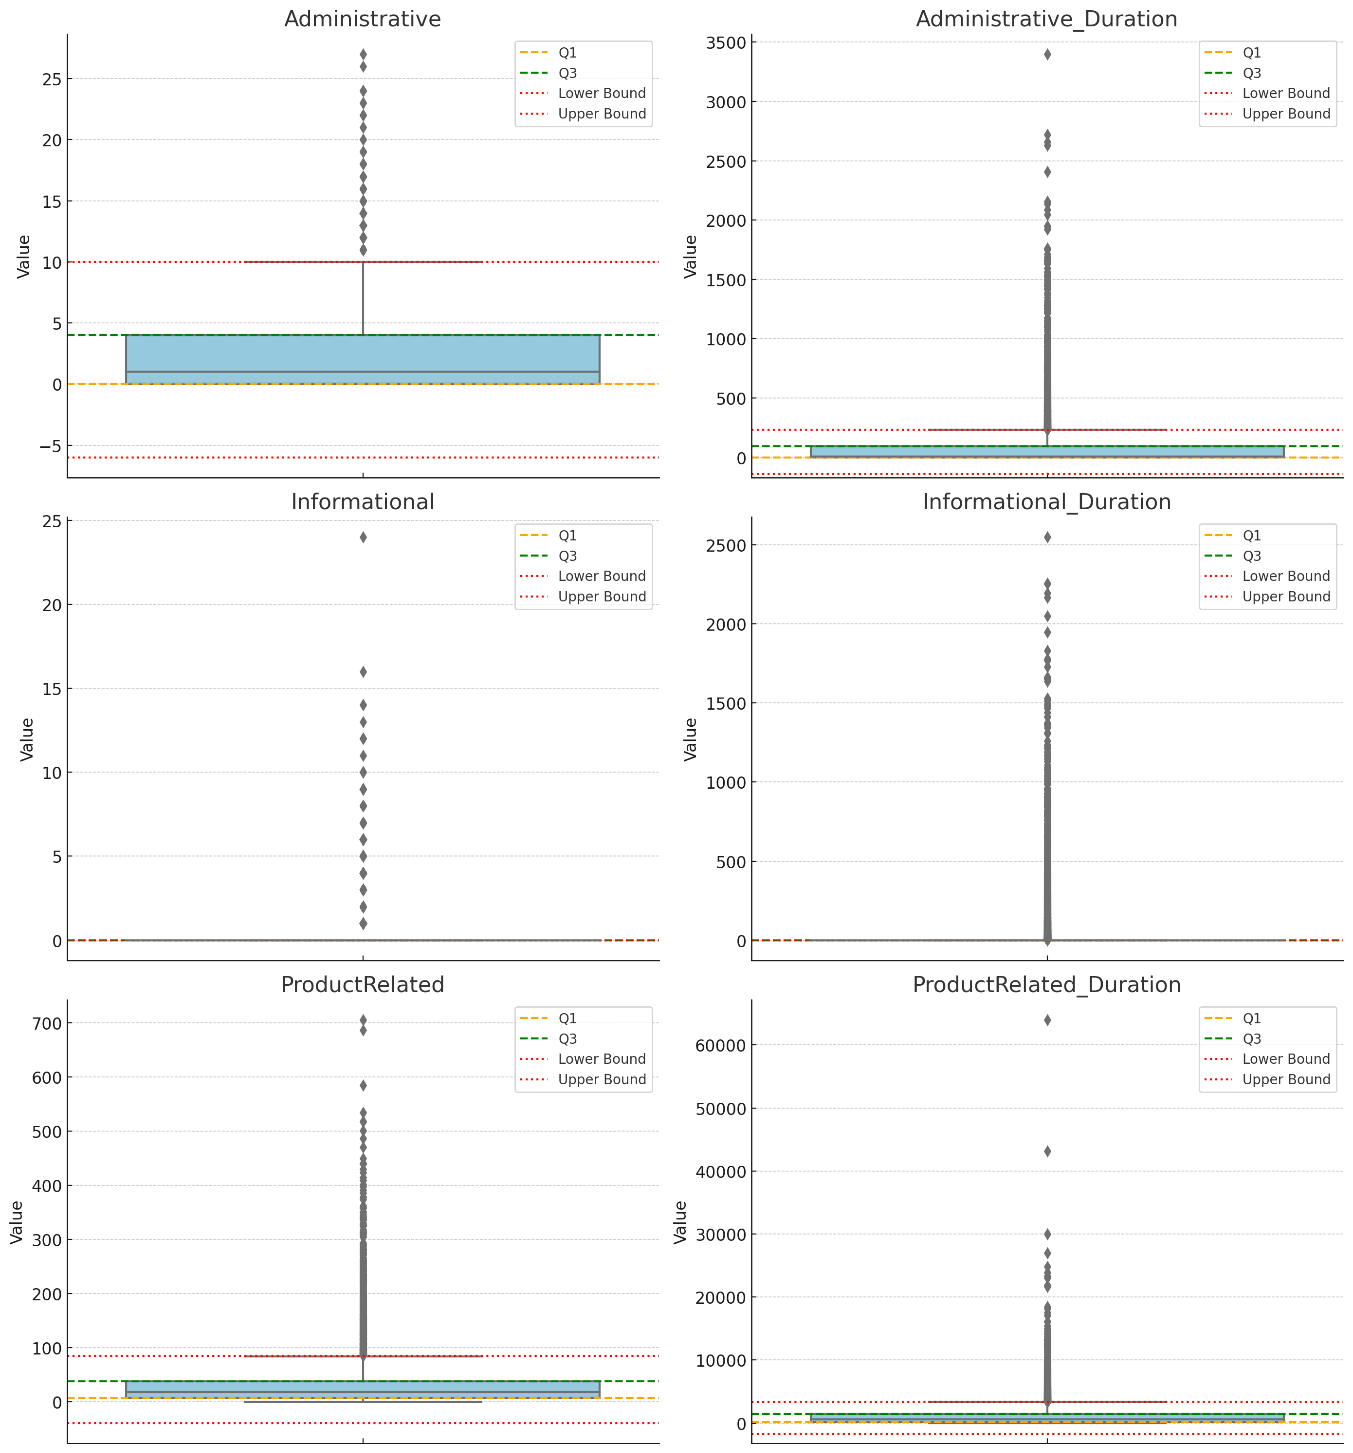 Administrative
Value
25
20
15
10
5
0
−5
Q1
Q3
Lower Bound
Upper Bound
Administrative_Duration
Value
3500
3000
2500
2000
1500
1000
500
0
Q1
Q3
Lower Bound
Upper Bound
Informational
Value
25
20
15
10
5
0
Q1
Q3
Lower Bound
Upper Bound
Informational_Duration
Value
2500
2000
1500
1000
500
0
Q1
Q3
Lower Bound
Upper Bound
ProductRelated
Value
700
600
500
400
300
200
100
0
Q1
Q3
Lower Bound
Upper Bound
ProductRelated_Duration
Value
60000
50000
40000
30000
20000
10000
0
Q1
Q3
Lower Bound
Upper Bound